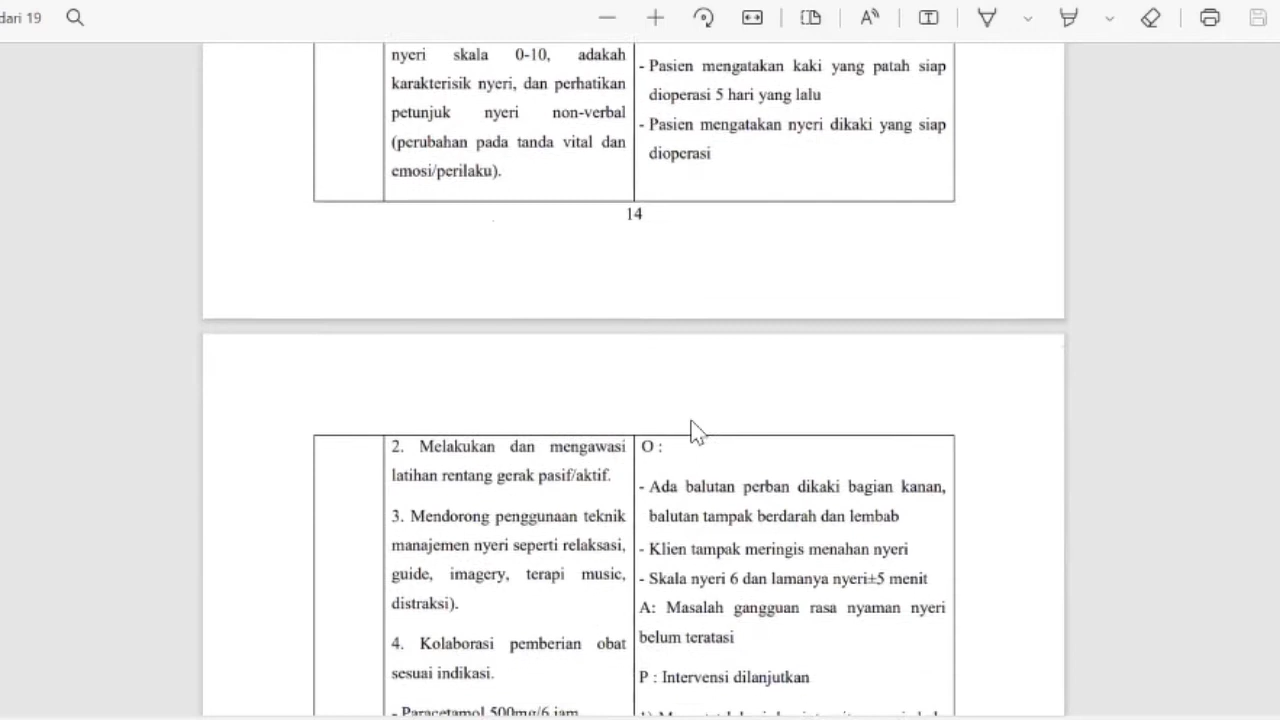 dari 19
nyeri skala 0-10, adakah
karakterisik nyeri, dan perhatikan
petunjuk nyeri non-verbal
(perubahan pada tanda vital dan
emosi/perilaku).
- Pasien mengatakan kaki yang patah siap
dioperasi 5 hari yang lalu
- Pasien mengatakan nyeri dikaki yang siap
dioperasi
14
2. Melakukan dan mengawasi
latihan rentang gerak pasif/aktif.
3. Mendorong penggunaan teknik
manajemen nyeri seperti relaksasi,
guide, imagery, terapi music,
distraksi).
4. Kolaborasi pemberian obat
sesuai indikasi.
- Paracetamol 500mg/6 jam
O :
- Ada balutan perban dikaki bagian kanan,
balutan tampak berdarah dan lembab
- Klien tampak meringis menahan nyeri
- Skala nyeri 6 dan lamanya nyeri±5 menit
A: Masalah gangguan rasa nyaman nyeri
belum teratasi
P : Intervensi dilanjutkan